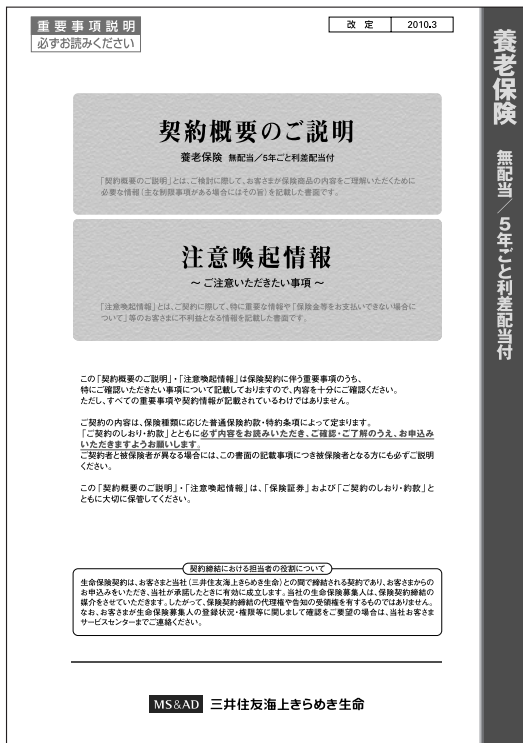 重要事項説明
必ずお読みください
改 定 2010.3
養老保険 無配当／5年ごと利差配当付
契約概要のご説明
養老保険 無配当／5年ごと利差配当付
「契約概要のご説明」とは、ご検討に際して、お客さまが保険商品の内容をご理解いただくために
必要な情報（主な制限事項がある場合にはその旨）を記載した書面です。
注意喚起情報
～ ご注意いただきたい事項 ～
「注意喚起情報」とは、ご契約に際して、特に重要な情報や「保険金等をお支払いできない場合に
ついて」等のお客さまに不利益となる情報を記載した書面です。
この「契約概要のご説明」・「注意喚起情報」は保険契約に伴う重要事項のうち、
特にご確認いただきたい事項について記載しておりますので、内容を十分にご確認ください。
ただし、すべての重要事項や契約情報が記載されているわけではありません。
ご契約の内容は、保険種類に応じた普通保険約款・特約条項によって定まります。
「ご契約のしおり・約款」とともに必ず内容をお読みいただき、ご確認・ご了解のうえ、お申込み
いただきますようお願いします。
ご契約者と被保険者が異なる場合には、この書面の記載事項につき被保険者となる方にも必ずご説明
ください。
この「契約概要のご説明」・「注意喚起情報」は、「保険証券」および「ご契約のしおり・約款」と
ともに大切に保管してください。
契約締結における担当者の役割について
生命保険契約は、お客さまと当社（三井住友海上きらめき生命）との間で締結される契約であり、お客さまからの
お申込みをいただき、当社が承諾したときに有効に成立します。当社の生命保険募集人は、保険契約締結の
媒介をさせていただきます。したがって、保険契約締結の代理権や告知の受領権を有するものではありません。
なお、お客さまが生命保険募集人の登録状況・権限等に関しまして確認をご要望の場合は、当社お客さま
サービスセンターまでご連絡ください。
MS&AD 三井住友海上きらめき生命